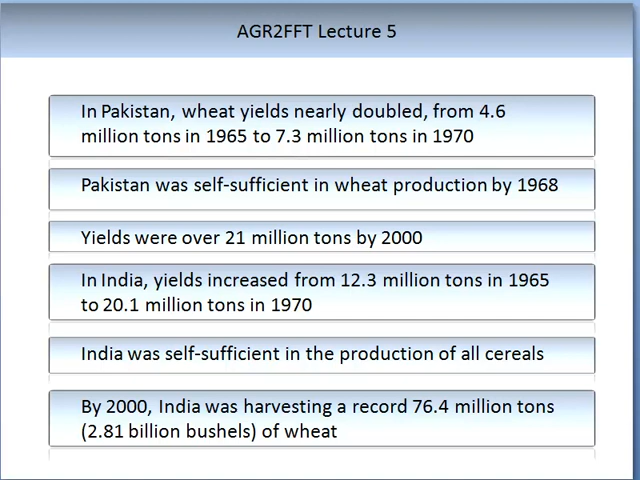 AGR2FFT Lecture 5
In Pakistan, wheat yields nearly doubled, from 4.6
million tons in 1965 to 7.3 million tons in 1970
Pakistan was self-sufficient in wheat production by 1968
Yields were over 21 million tons by 2000
In India, yields increased from 12.3 million tons in 1965
to 20.1 million tons in 1970
India was self-sufficient in the production of all cereals
By 2000, India was harvesting a record 76.4 million tons
(2.81 billion bushels) of wheat